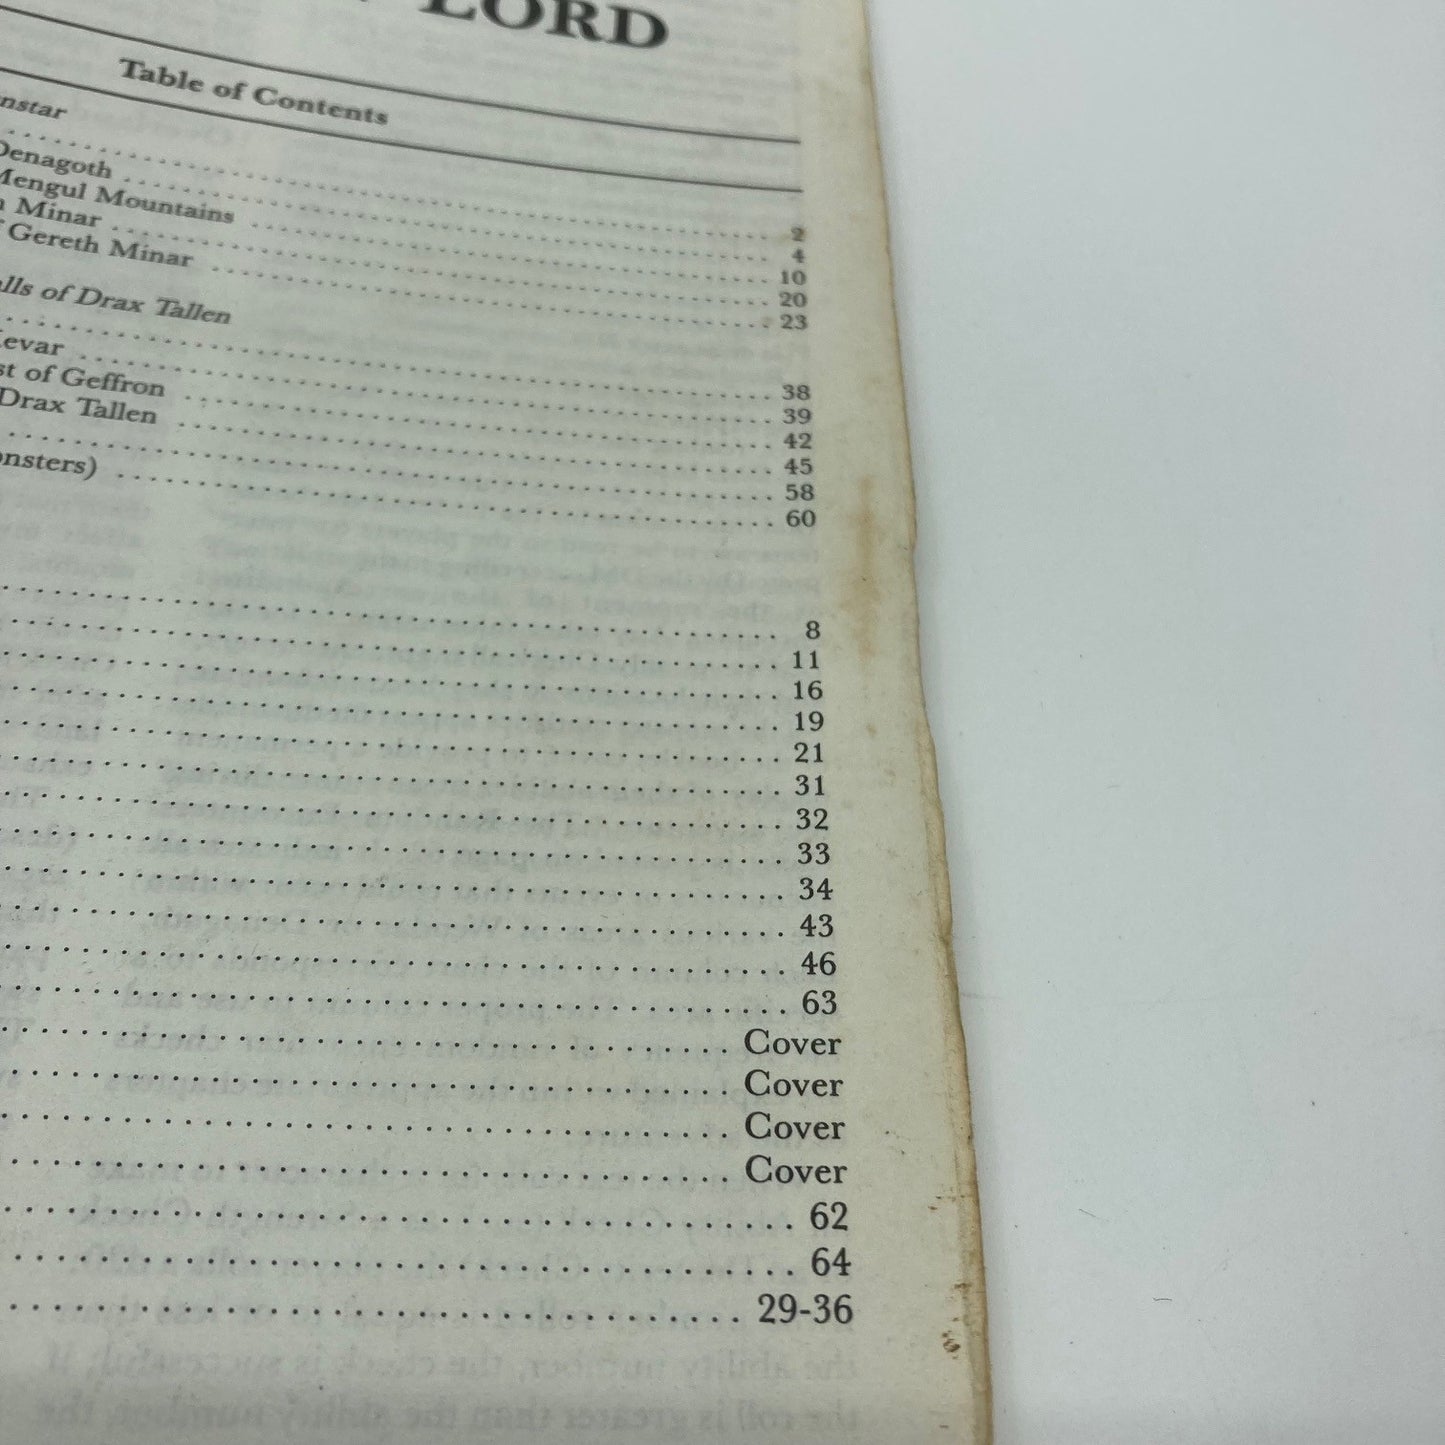 LORD
Table of Contents
nstar
2
Denagoth 4
Mengul Mountains 10
Minar 20
Gereth Minar 23
lls of Drax Tallen
38
evar 39
st of Geffron 42
Drax Tallen 45
58
onsters) 60
8
11
16
19
21
31
32
33
34
43
46
63
Cover
Cover
Cover
Cover
62
64
29-36